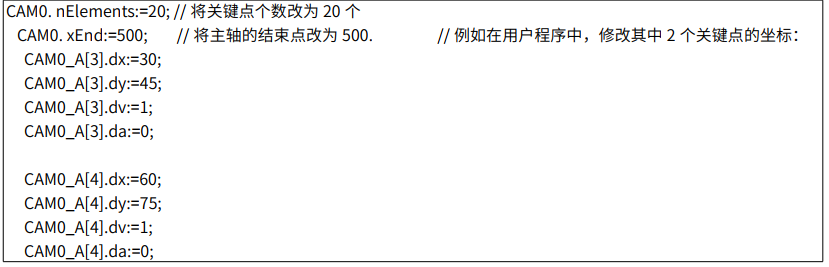 CAM0. nElements:=20; // 将关键点个数改为 20 个
CAM0. xEnd:=500; // 将主轴的结束点改为 500. // 例如在用户程序中，修改其中 2 个关键点的坐标：
CAM0_A[3].dx:=30;
CAM0_A[3].dy:=45;
CAM0_A[3].dv:=1;
CAM0_A[3].da:=0;
CAM0_A[4].dx:=60;
CAM0_A[4].dy:=75;
CAM0_A[4].dv:=1;
CAM0_A[4].da:=0;